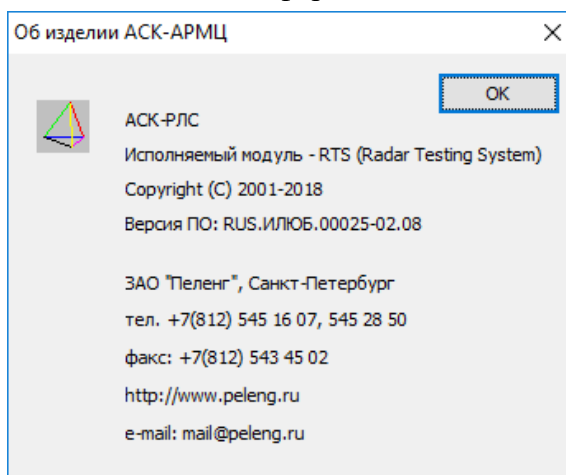 Об изделии АСК-АРМЦ
OK
АСК-РЛС
Исполняемый модуль - RTS (Radar Testing System)
Copyright (C) 2001-2018
Версия ПО: RUS.ИЛЮБ.00025-02.08
ЗАО "Пеленг", Санкт-Петербург
тел. +7(812) 545 16 07, 545 28 50
факс: +7(812) 543 45 02
http://www.peleng.ru
e-mail: mail@peleng.ru